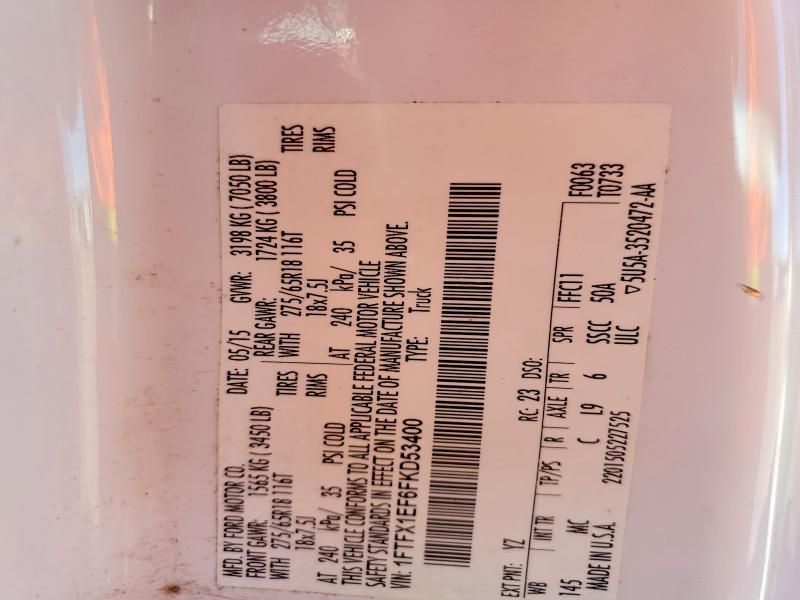 MFD. BY FORD MOTOR CO. DATE: 05/15 GVWR: 3198 KG ( 7050 LB)
FRONT GAWR: 1565 KG ( 3450 LB) REAR GAWR: 1724 KG ( 3800 LB)
WITH 275/65R18 116T TIRES WITH 275/65R18 116T TIRES
18x7.5J RIMS 18x7.5J RIMS
AT 240 kPa/ 35 PSI COLD AT 240 kPa/ 35 PSI COLD
THIS VEHICLE CONFORMS TO ALL APPLICABLE FEDERAL MOTOR VEHICLE
SAFETY STANDARDS IN EFFECT ON THE DATE OF MANUFACTURE SHOWN ABOVE.
VIN: 1FTFX1EF6FKD53400 TYPE: Truck
EXT PNT: YZ RC: 23 DSO: F0063
WB INT TR TP/PS R AXLE TR SPR T0733
145 MC C L9 6 SSCC 50A FFC11
MADE IN U.S.A. 2201505227525 ULC ▽5U5A-3520472-AA